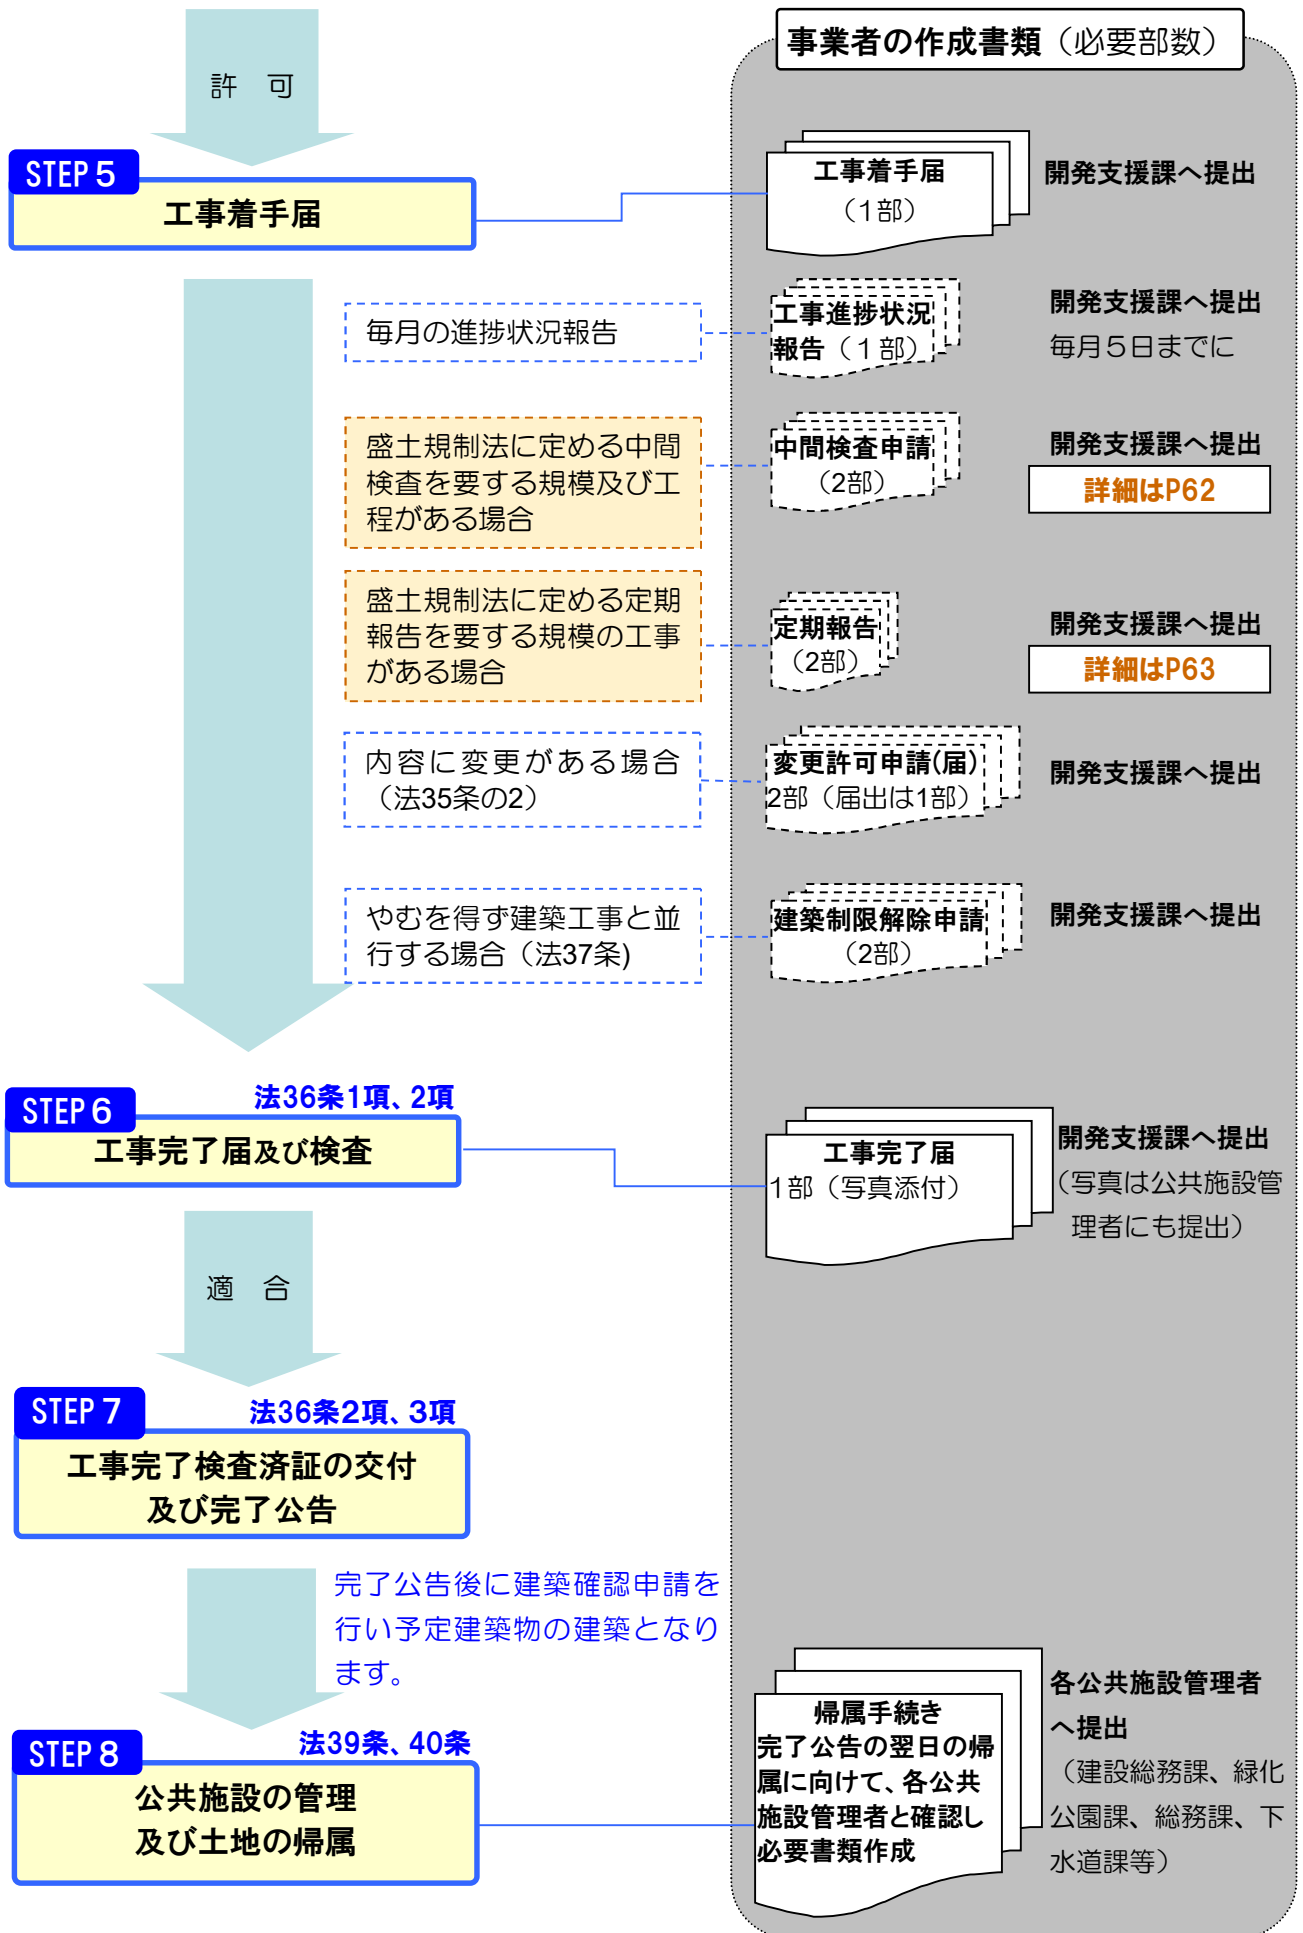 事業者の作成書類（必要部数）
許　可
STEP 5
工事着手届
工事着手届
（1部）
開発支援課へ提出
毎月の進捗状況報告
工事進捗状況
報告（１部）
開発支援課へ提出
毎月５日までに
盛土規制法に定める中間
検査を要する規模及び工
程がある場合
中間検査申請
（2部）
開発支援課へ提出
詳細はP62
盛土規制法に定める定期
報告を要する規模の工事
がある場合
定期報告
（2部）
開発支援課へ提出
詳細はP63
内容に変更がある場合
（法35条の2）
変更許可申請(届)
2部（届出は1部）
開発支援課へ提出
やむを得ず建築工事と並
行する場合（法37条)
建築制限解除申請
（2部）
開発支援課へ提出
STEP 6
法36条1項、2項
工事完了届及び検査
工事完了届
１部（写真添付）
開発支援課へ提出
（写真は公共施設管
理者にも提出）
適　合
STEP 7
法36条2項、3項
工事完了検査済証の交付
及び完了公告
完了公告後に建築確認申請を
行い予定建築物の建築となり
ます。
STEP 8
法39条、40条
公共施設の管理
及び土地の帰属
帰属手続き
完了公告の翌日の帰
属に向けて、各公共
施設管理者と確認し
必要書類作成
各公共施設管理者
へ提出
（建設総務課、緑化
公園課、総務課、下
水道課等）